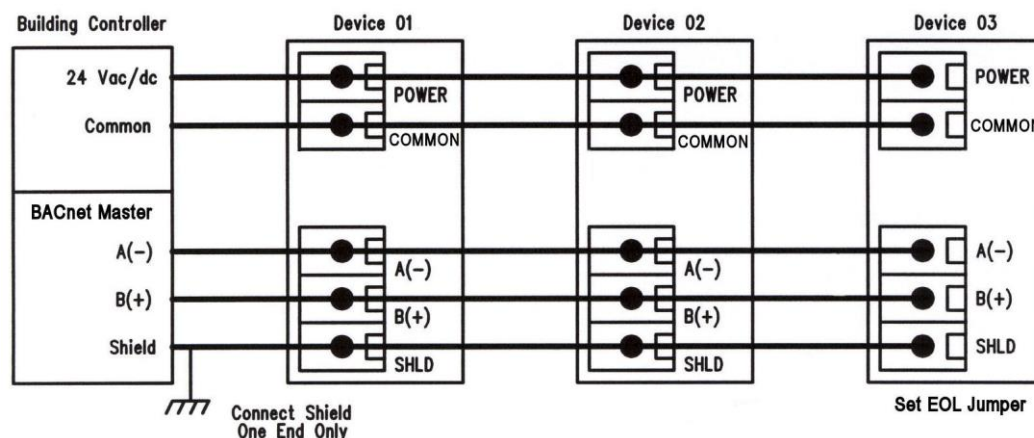 Building Controller
Device 01
Device 02
Device 03
24 Vac/dc
POWER
POWER
POWER
Common
COMMON
COMMON
COMMON
BACnet Master
A(-)
A(-)
A(-)
A(-)
B(+)
B(+)
B(+)
B(+)
Shield
SHLD
SHLD
SHLD
Connect Shield
One End Only
Set EOL Jumper